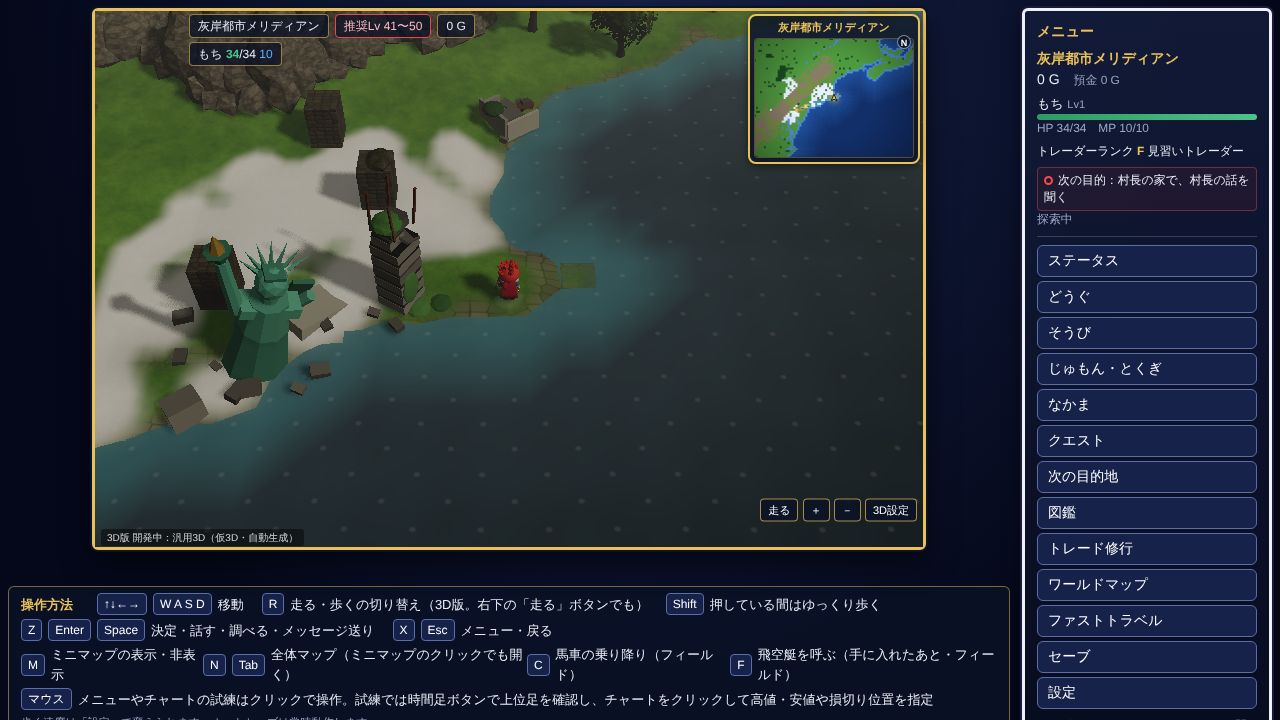 灰岸都市メリディアン 推奨Lv 41〜50 0 G
もち 34/34 10
灰岸都市メリディアン
N
走る ＋ － 3D設定
3D版 開発中：汎用3D（仮3D・自動生成）
メニュー
灰岸都市メリディアン
0 G 預金 0 G
もち Lv1
HP 34/34 MP 10/10
トレーダーランク F 見習いトレーダー
次の目的：村長の家で、村長の話を
聞く
探索中
ステータス
どうぐ
そうび
じゅもん・とくぎ
なかま
クエスト
次の目的地
図鑑
トレード修行
ワールドマップ
ファストトラベル
セーブ
設定
操作方法 ↑↓←→ W A S D 移動 R 走る・歩くの切り替え（3D版。右下の「走る」ボタンでも） Shift 押している間はゆっくり歩く
Z Enter Space 決定・話す・調べる・メッセージ送り X Esc メニュー・戻る
M ミニマップの表示・非表示 N Tab 全体マップ（ミニマップのクリックでも開く） C 馬車の乗り降り（フィールド） F 飛空艇を呼ぶ（手に入れたあと・フィールド）
マウス メニューやチャートの試練はクリックで操作。試練では時間足ボタンで上位足を確認し、チャートをクリックして高値・安値や損切り位置を指定